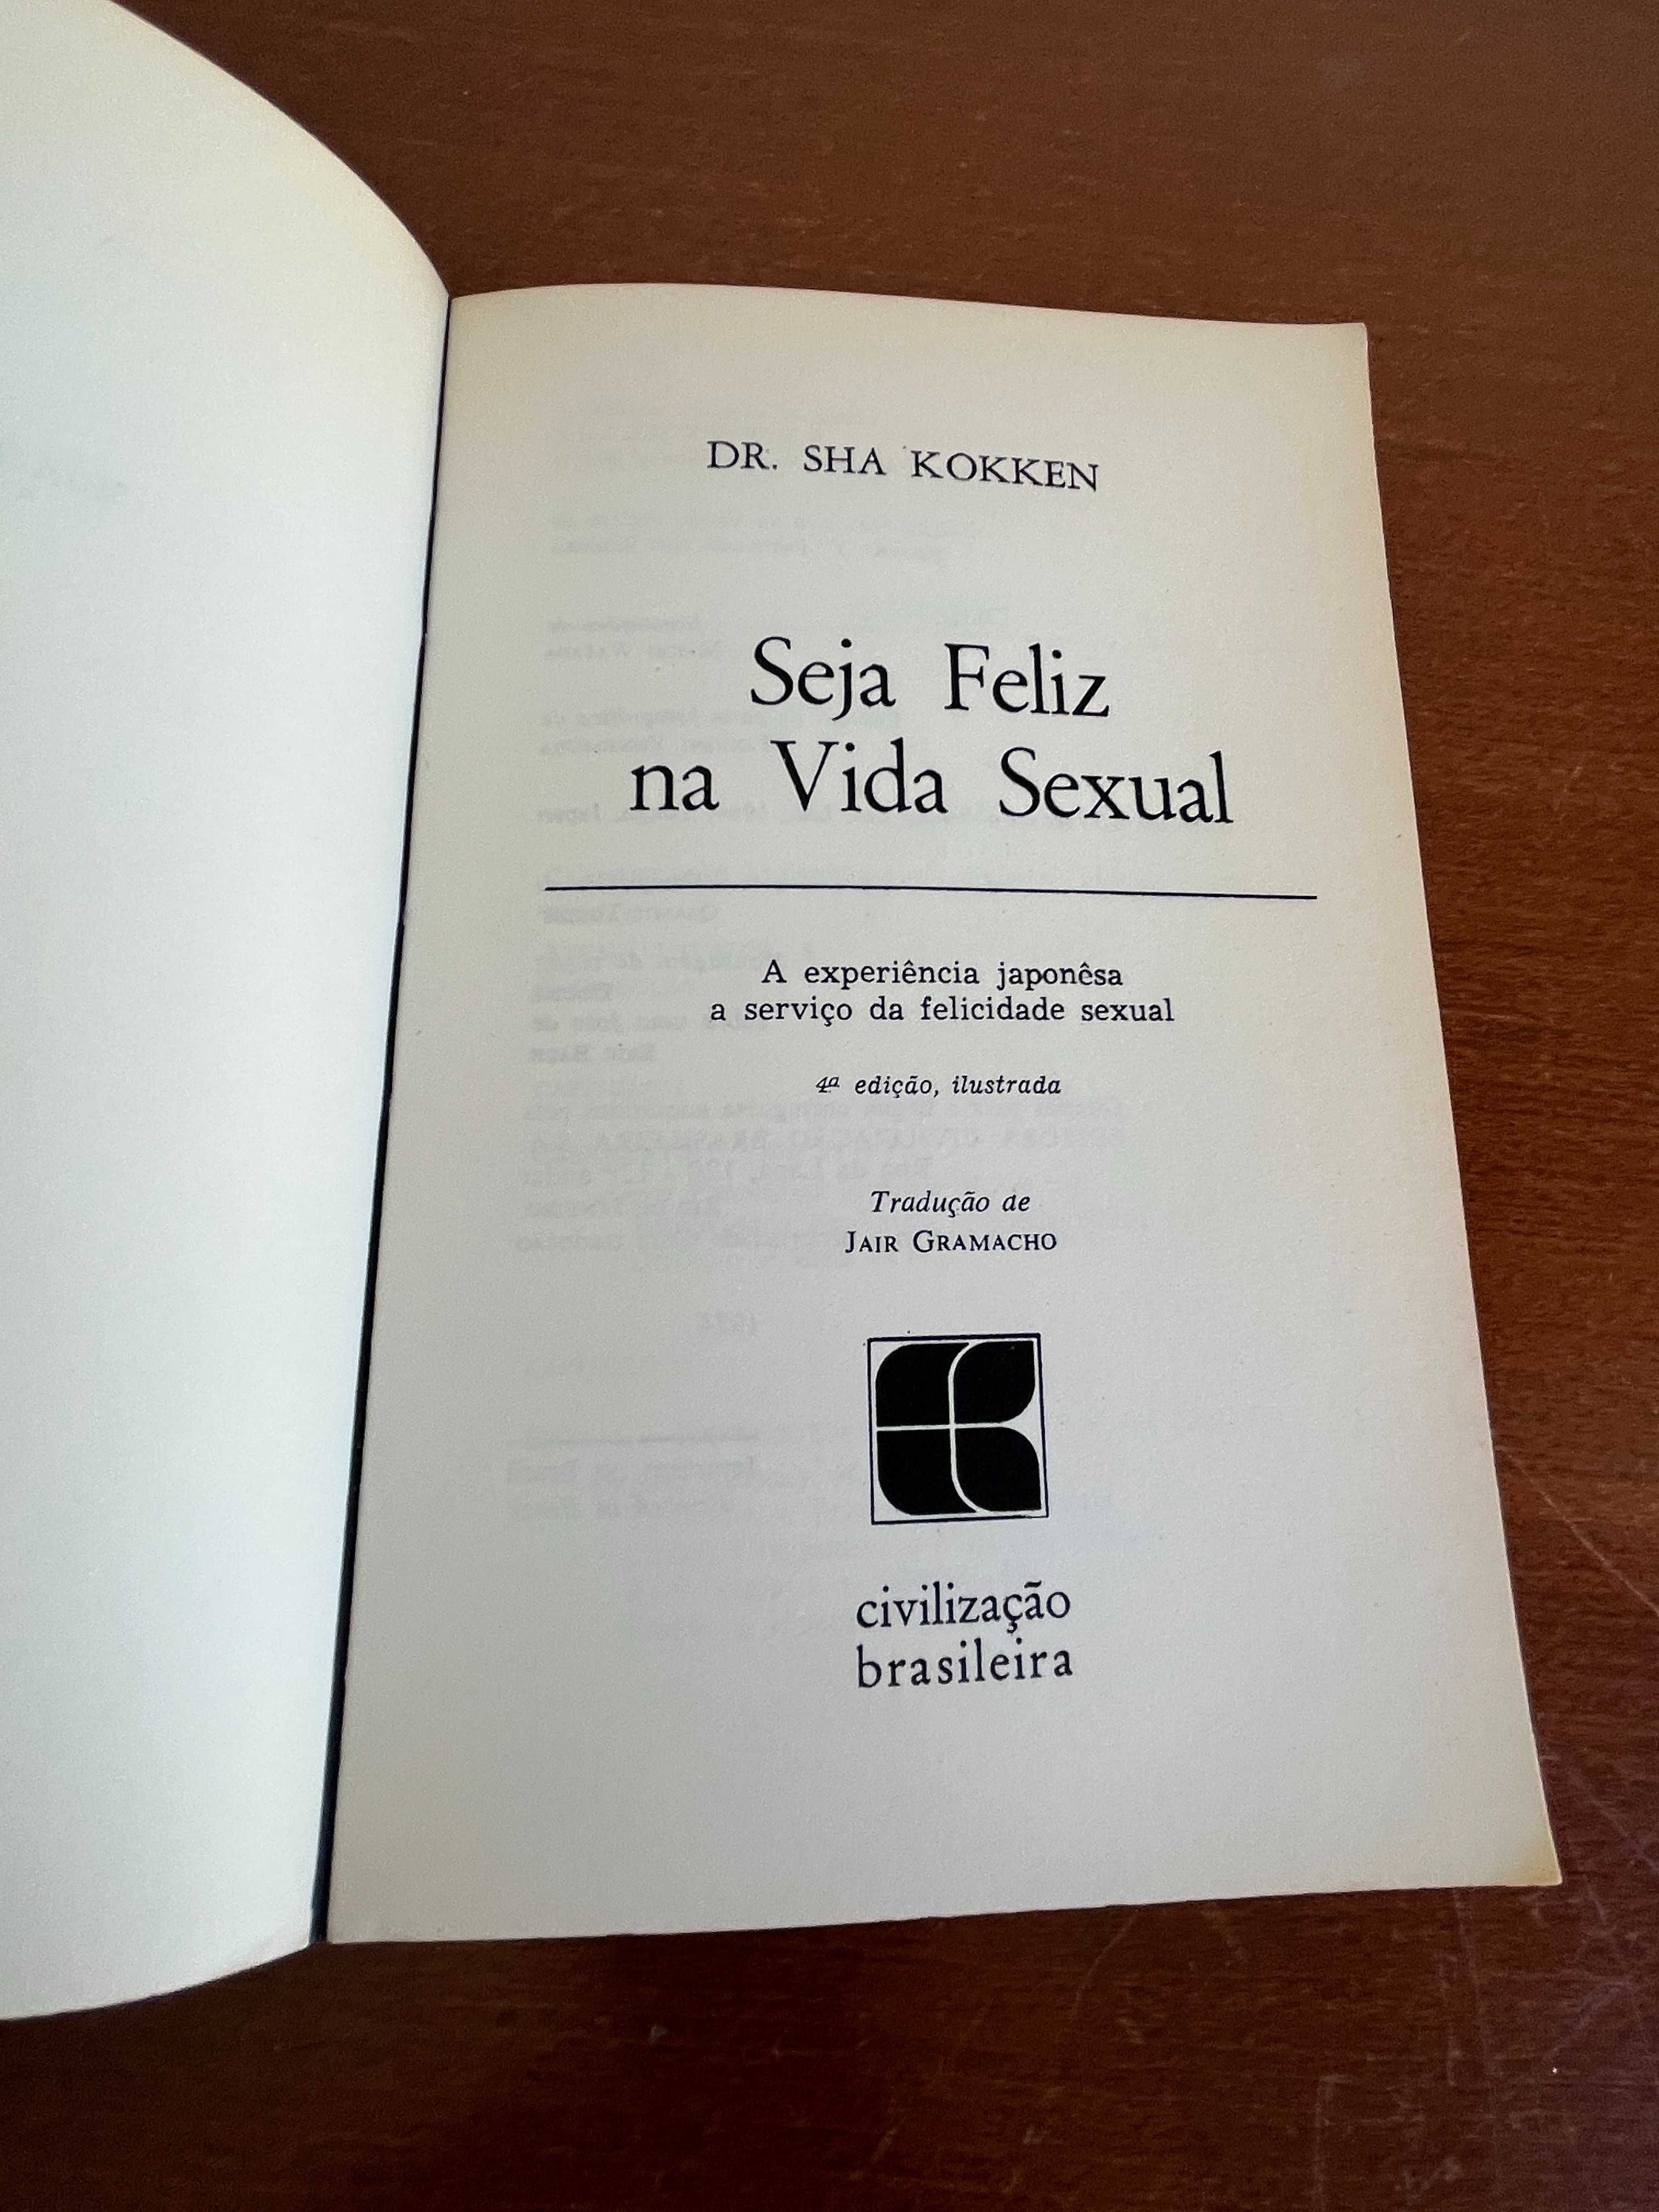 DR. SHA KOKKEN
Seja Feliz
na Vida Sexual
A experiência japonêsa
a serviço da felicidade sexual
4ª edição, ilustrada
Tradução de
JAIR GRAMACHO
civilização
brasileira